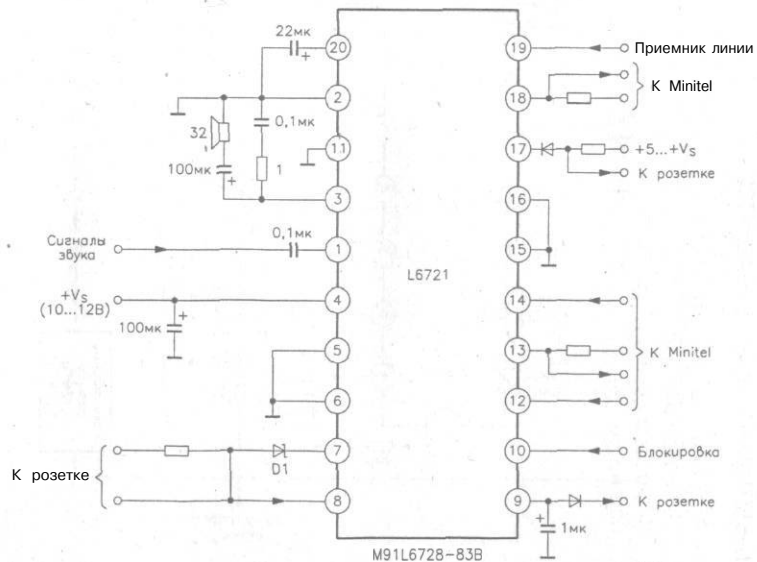 22мк
20
19
Приемник линии
К Minitel
2
18
0,1мк
32
11
17
+5...+Vs
100мк
1
К розетке
3
16
Сигналы
звука
0,1мк
1
15
L6721
+Vs
(10...12В)
4
14
100мк
5
13
К Minitel
6
12
7
10
Блокировка
D1
К розетке
8
9
К розетке
1мк
M91L6728-83B